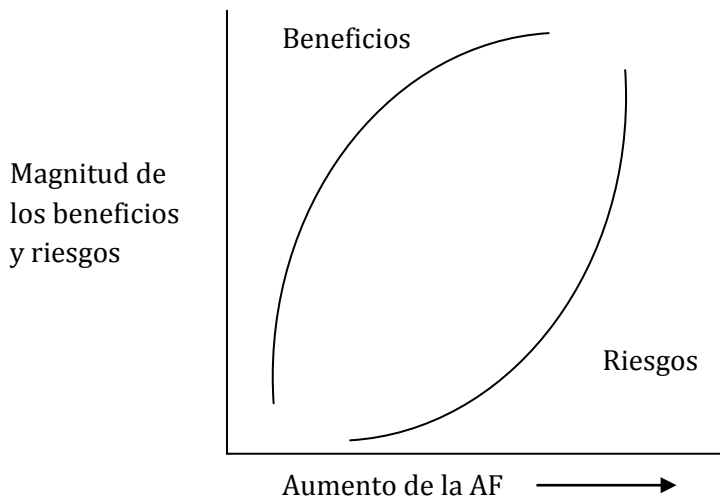 Beneficios
Magnitud de
los beneficios
y riesgos
Riesgos
Aumento de la AF